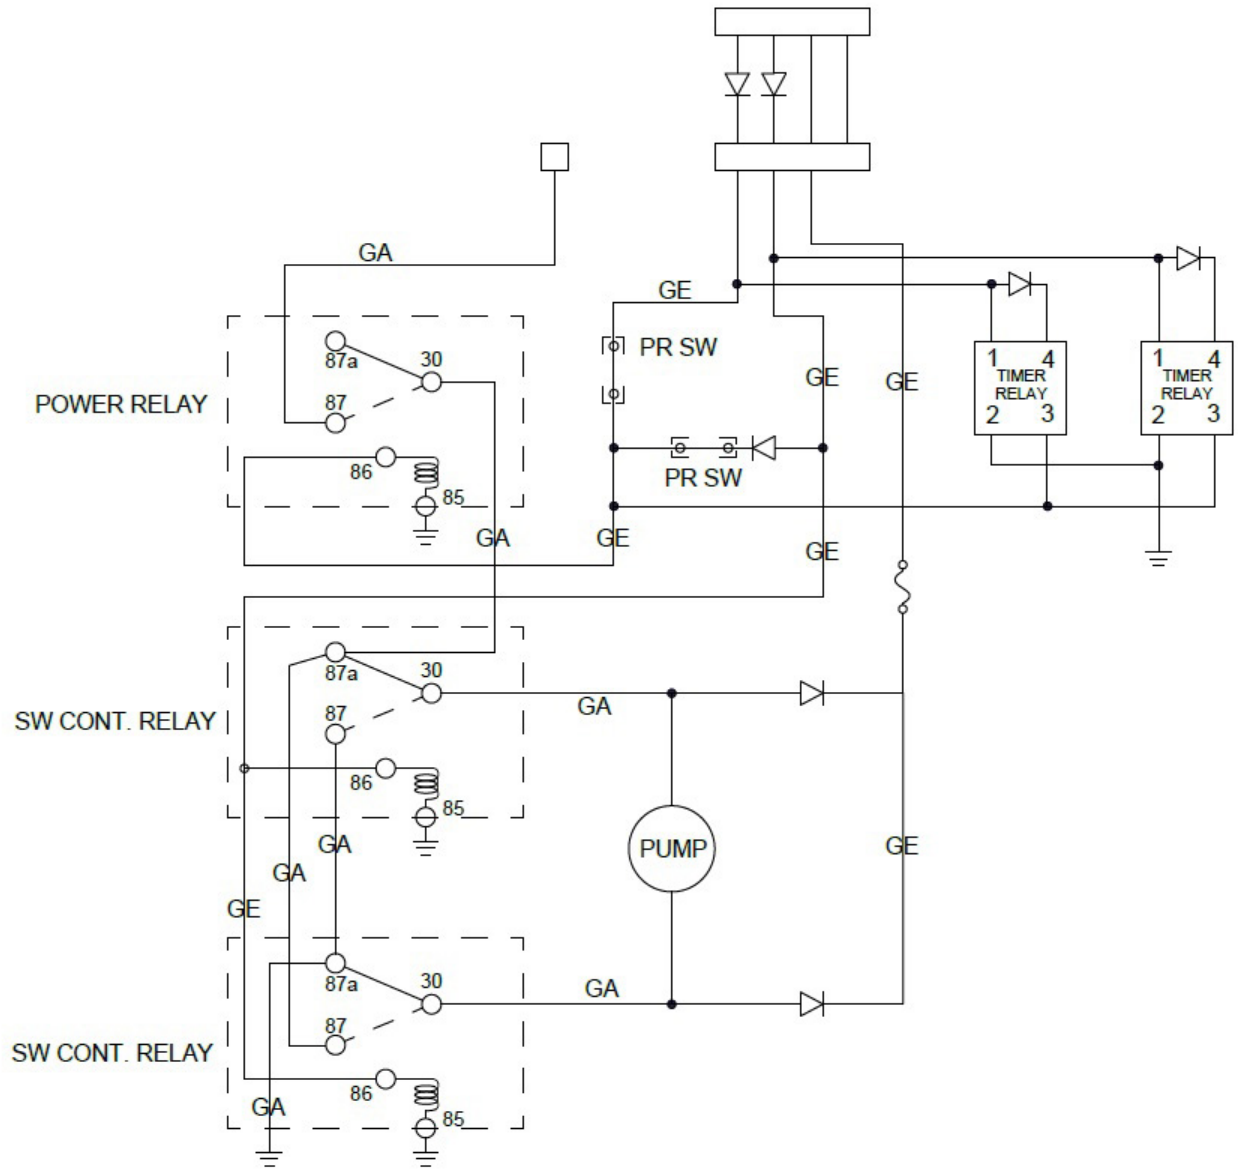 GA
GE
PR SW
GE
GE
POWER RELAY
87a
30
87
86
85
1 4
TIMER
RELAY
2 3
1 4
TIMER
RELAY
2 3
PR SW
GA
GE
GE
SW CONT. RELAY
87a
30
87
86
85
GA
GA
GA
PUMP
GE
GE
SW CONT. RELAY
87a
30
87
86
85
GA
GA